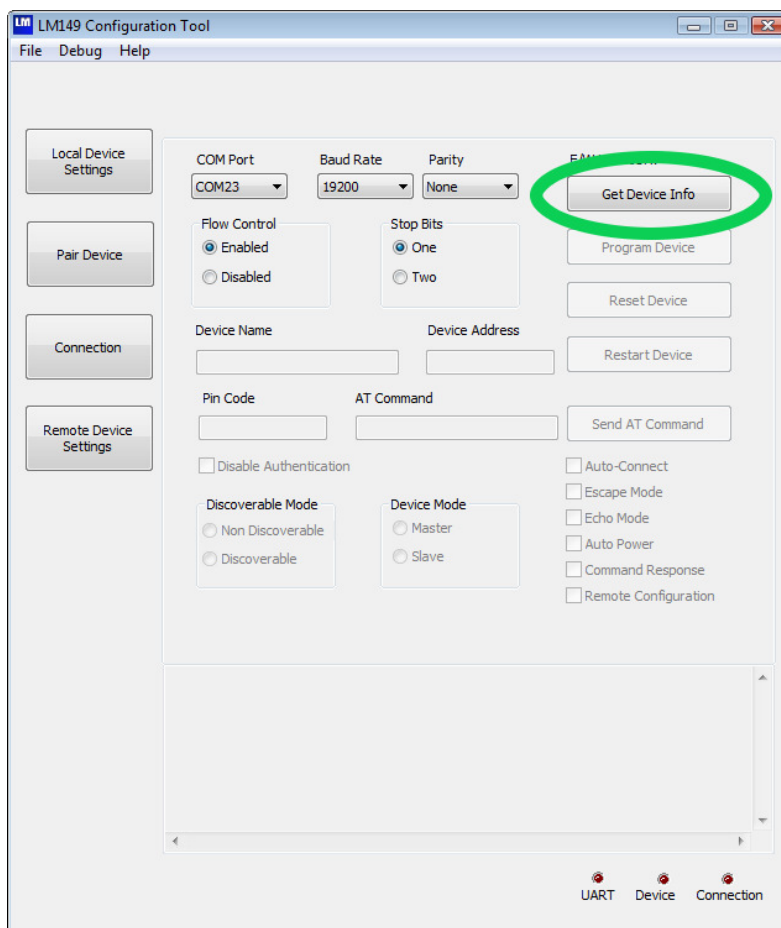 LM LM149 Configuration Tool
File Debug Help
Local Device
Settings
Pair Device
Connection
Remote Device
Settings
COM Port Baud Rate Parity
COM23 19200 None
Get Device Info
Flow Control Stop Bits
Enabled One
Disabled Two
Program Device
Reset Device
Restart Device
Device Name Device Address
Pin Code AT Command
Send AT Command
Disable Authentication
Discoverable Mode Device Mode
Non Discoverable Master
Discoverable Slave
Auto-Connect
Escape Mode
Echo Mode
Auto Power
Command Response
Remote Configuration
UART Device Connection